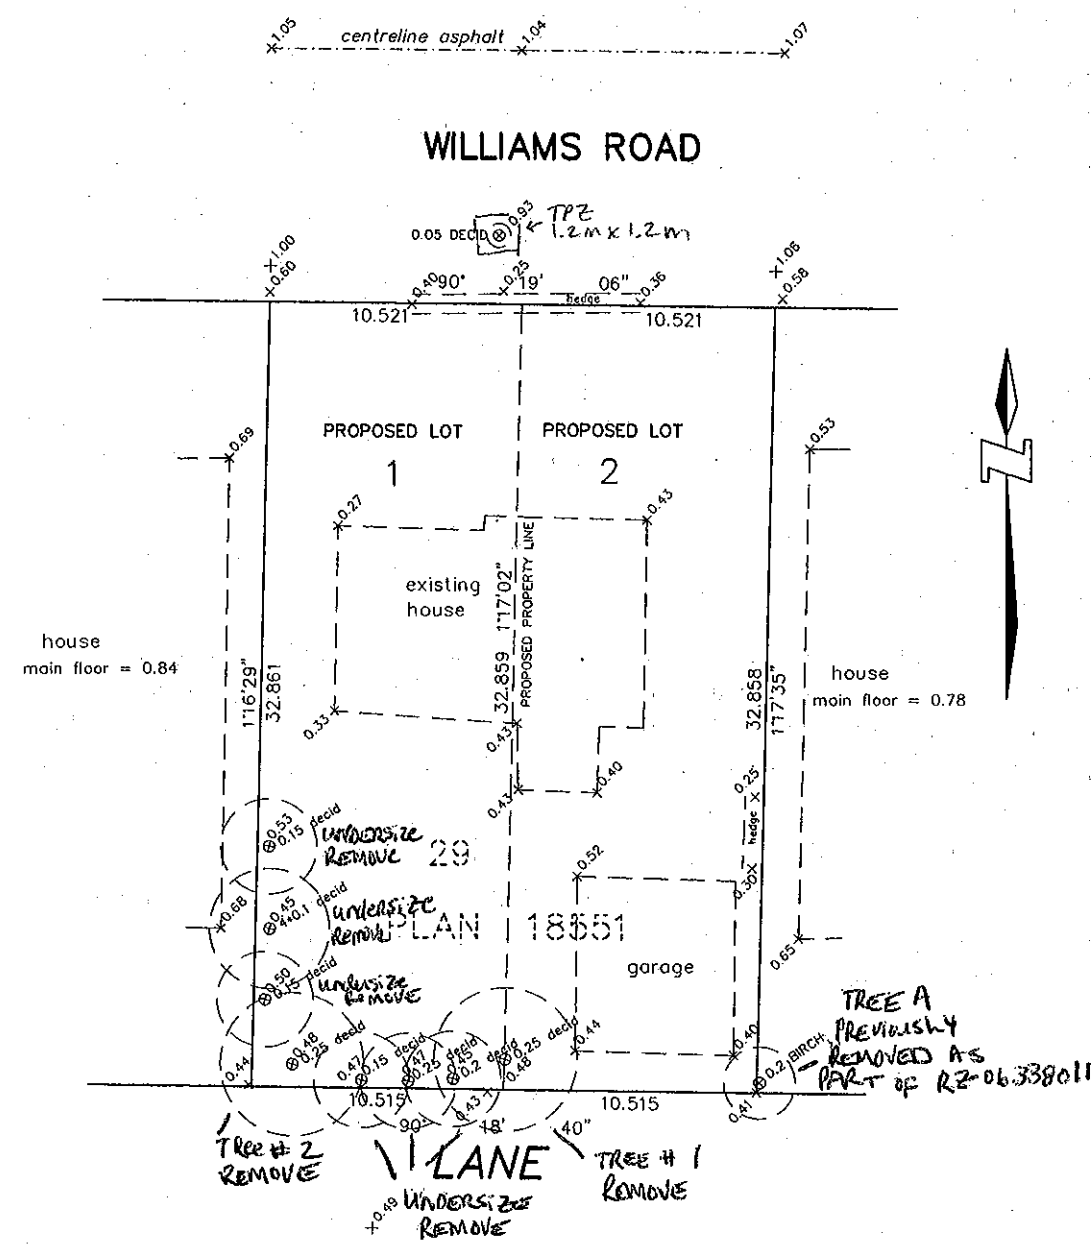 1.05
centreline asphalt
1.04
1.07
WILLIAMS ROAD
0.05 DECID
0.93
TPZ
1.2m x 1.2m
1.00
0.60
0.40
90°
0.25
19'
06"
0.36
hedge
1.06
0.58
10.521
10.521
PROPOSED LOT
1
PROPOSED LOT
2
0.69
0.53
0.27
0.43
existing
house
32.859 1°17'02"
PROPOSED PROPERTY LINE
house
main floor = 0.84
1°16'29"
32.861
32.858
1°17'35"
house
main floor = 0.78
0.33
0.43
0.43
0.40
0.25
hedge
0.30
0.53
0.15 decid
UNDERSIZE
REMOVE
29
0.52
0.68
0.45
4*0.1 decid
undersize
Remove
PLAN 18551
garage
0.65
0.50
0.15 decid
undersize
Remove
0.44
0.48
0.25 decid
0.47
0.15 decid
0.47
0.25 decid
0.45
0.2 decid
0.25 decid
0.48
0.43
0.44
0.40
0.2 BIRCH
0.41
TREE A
PREVIOUSLY
REMOVED AS
PART OF RZ-06.338011
10.515
10.515
90°
18'
40"
TREE # 2
REMOVE
LANE
TREE # 1
REMOVE
0.49
UNDERSIZE
REMOVE